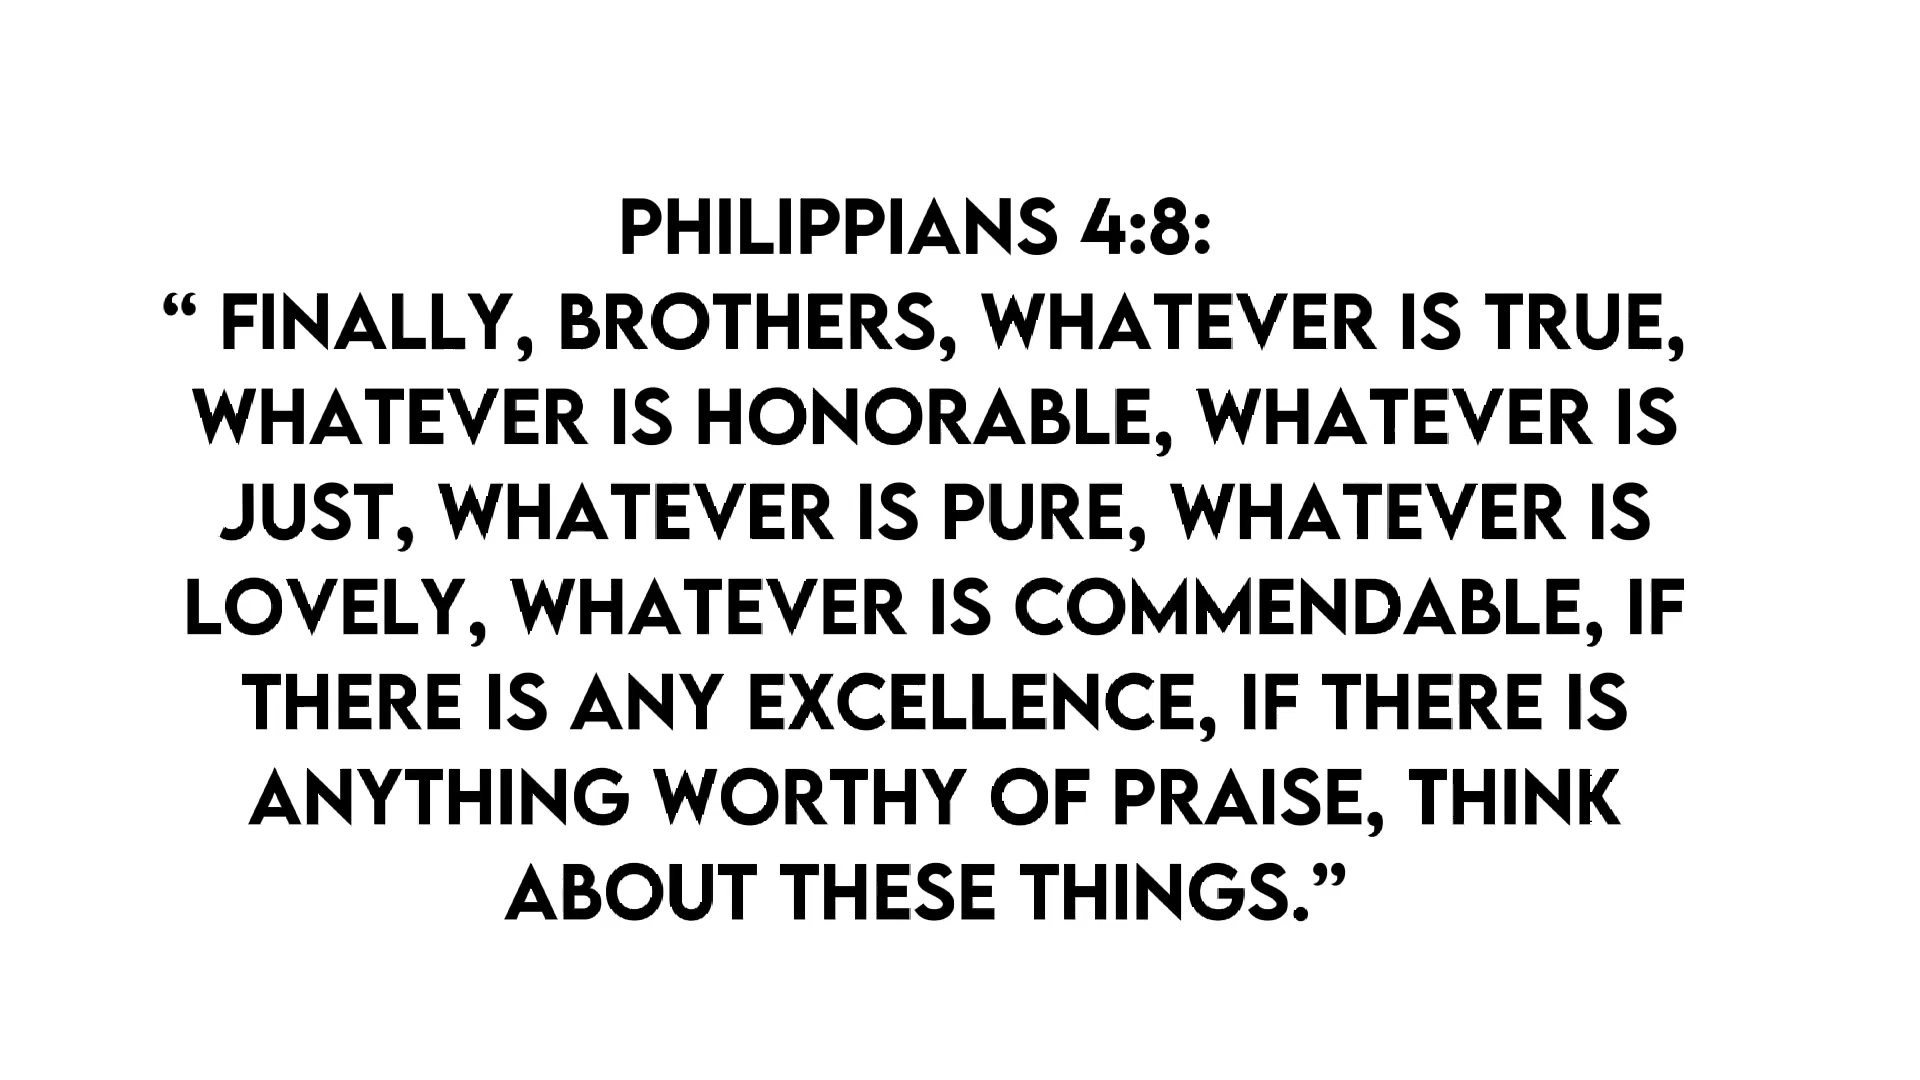 PHILIPPIANS 4:8:
“ FINALLY, BROTHERS, WHATEVER IS TRUE,
WHATEVER IS HONORABLE, WHATEVER IS
JUST, WHATEVER IS PURE, WHATEVER IS
LOVELY, WHATEVER IS COMMENDABLE, IF
THERE IS ANY EXCELLENCE, IF THERE IS
ANYTHING WORTHY OF PRAISE, THINK
ABOUT THESE THINGS.”